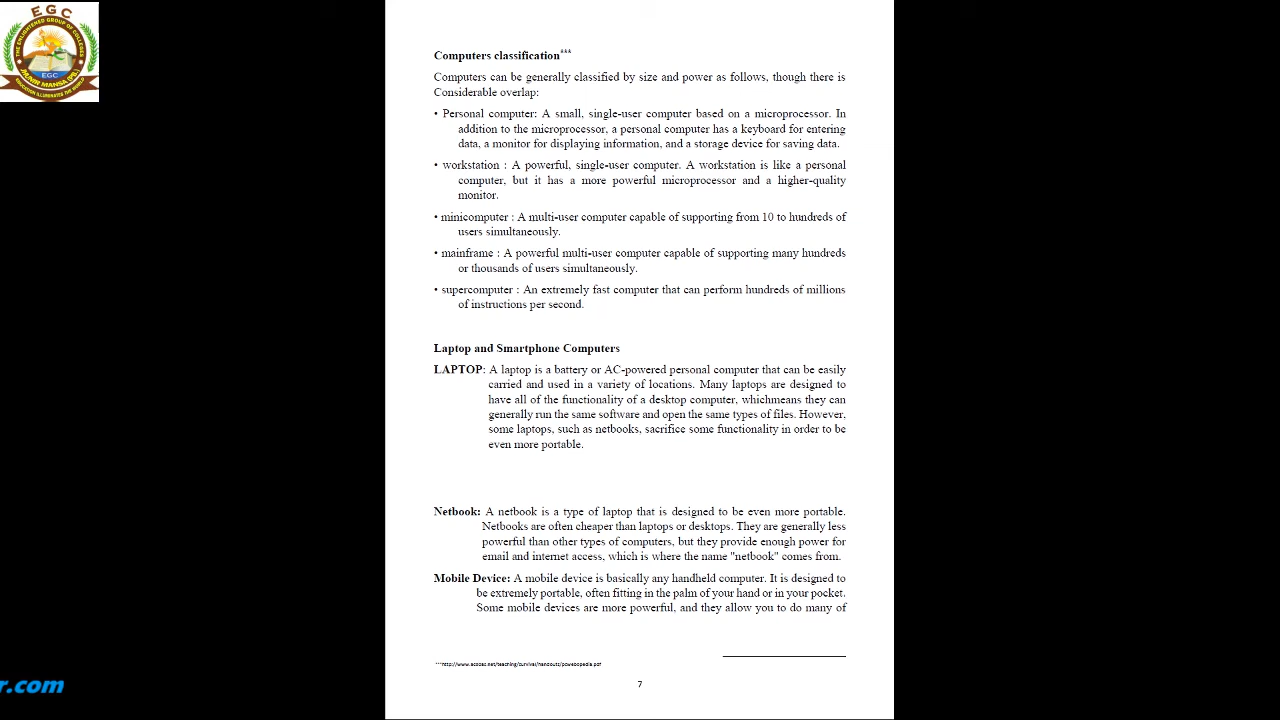 EGC
THE ENLIGHTENED GROUP OF COLLEGES
EGC
EDUCATION ILLUMINATES THE WORLD
Computers classification***
Computers can be generally classified by size and power as follows, though there is
Considerable overlap:
• Personal computer: A small, single-user computer based on a microprocessor. In
addition to the microprocessor, a personal computer has a keyboard for entering
data, a monitor for displaying information, and a storage device for saving data.
• workstation : A powerful, single-user computer. A workstation is like a personal
computer, but it has a more powerful microprocessor and a higher-quality
monitor.
• minicomputer : A multi-user computer capable of supporting from 10 to hundreds of
users simultaneously.
• mainframe : A powerful multi-user computer capable of supporting many hundreds
or thousands of users simultaneously.
• supercomputer : An extremely fast computer that can perform hundreds of millions
of instructions per second.
Laptop and Smartphone Computers
LAPTOP: A laptop is a battery or AC-powered personal computer that can be easily
carried and used in a variety of locations. Many laptops are designed to
have all of the functionality of a desktop computer, whichmeans they can
generally run the same software and open the same types of files. However,
some laptops, such as netbooks, sacrifice some functionality in order to be
even more portable.
Netbook: A netbook is a type of laptop that is designed to be even more portable.
Netbooks are often cheaper than laptops or desktops. They are generally less
powerful than other types of computers, but they provide enough power for
email and internet access, which is where the name "netbook" comes from.
Mobile Device: A mobile device is basically any handheld computer. It is designed to
be extremely portable, often fitting in the palm of your hand or in your pocket.
Some mobile devices are more powerful, and they allow you to do many of
7
r.com